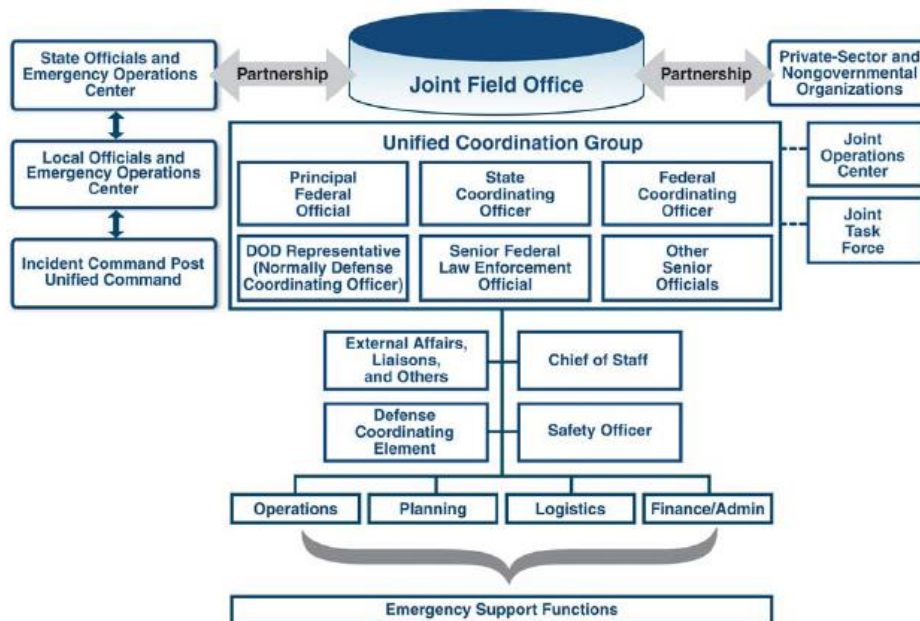 State Officials and
Emergency Operations
Center
Partnership
Joint Field Office
Partnership
Private-Sector and
Nongovernmental
Organizations
Local Officials and
Emergency Operations
Center
Incident Command Post
Unified Command
Unified Coordination Group
Principal
Federal
Official
State
Coordinating
Officer
Federal
Coordinating
Officer
DOD Representative
(Normally Defense
Coordinating Officer)
Senior Federal
Law Enforcement
Official
Other
Senior
Officials
Joint
Operations
Center
Joint
Task
Force
External Affairs,
Liaisons,
and Others
Chief of Staff
Defense
Coordinating
Element
Safety Officer
Operations
Planning
Logistics
Finance/Admin
Emergency Support Functions